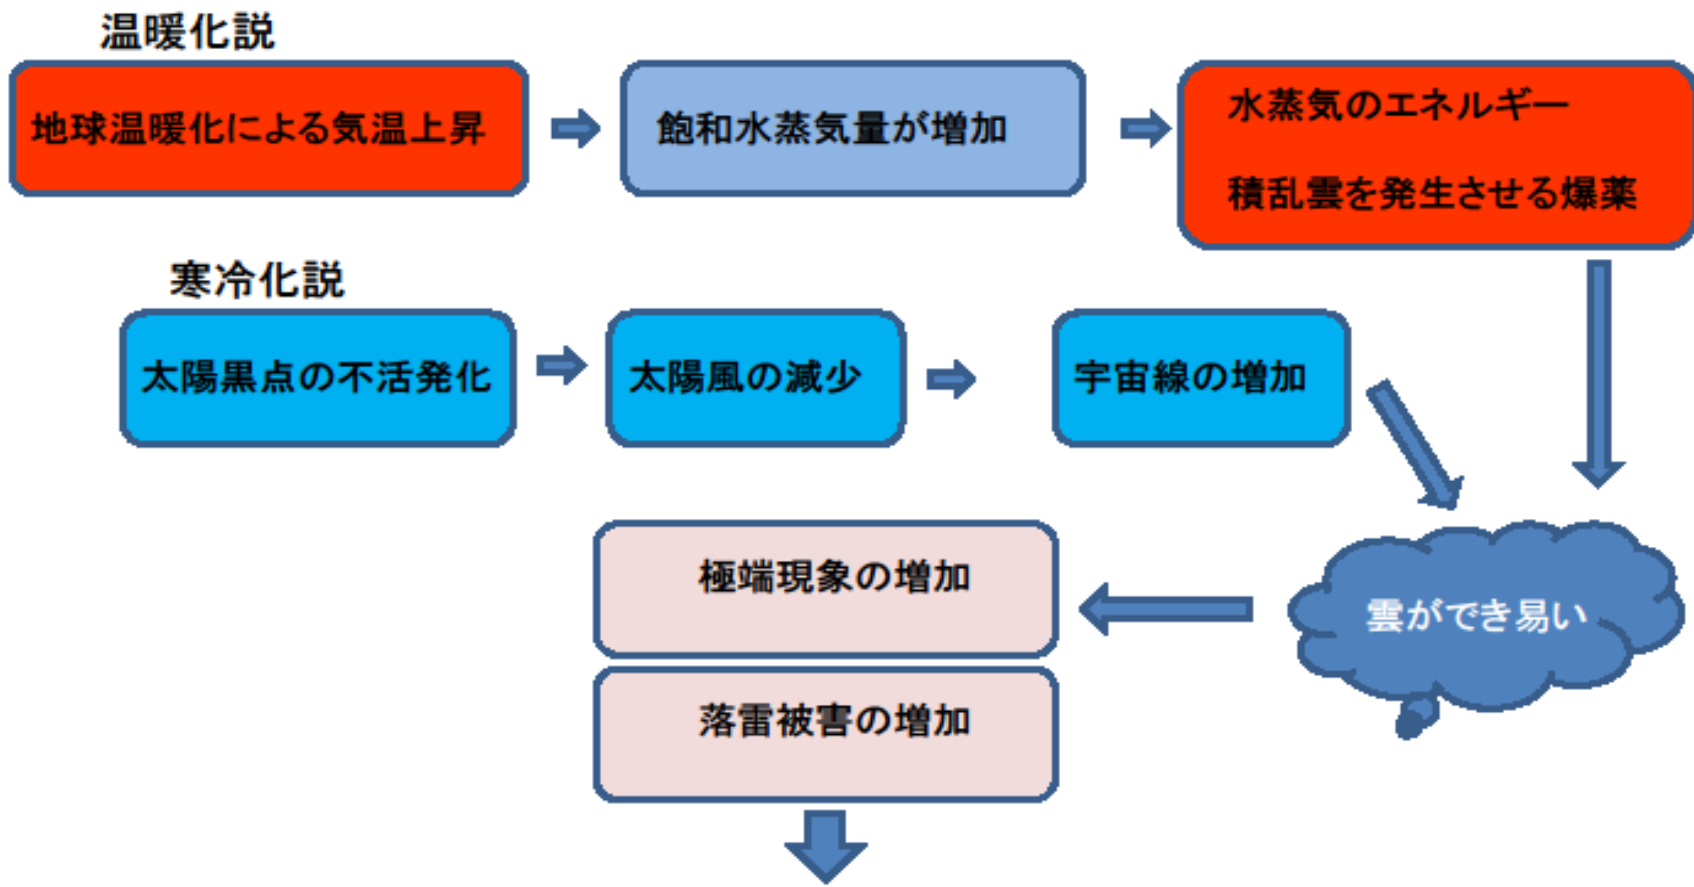 温暖化説
地球温暖化による気温上昇
飽和水蒸気量が増加
水蒸気のエネルギー
積乱雲を発生させる爆薬
寒冷化説
太陽黒点の不活発化
太陽風の減少
宇宙線の増加
雲ができ易い
極端現象の増加
落雷被害の増加